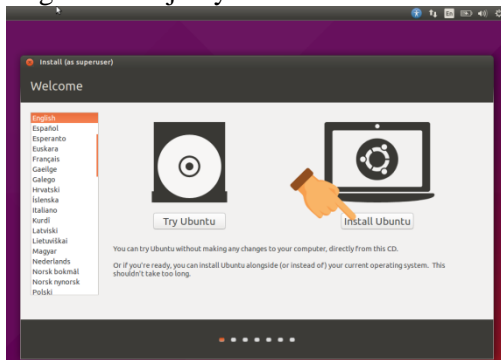 En
Install (as superuser)
Welcome
English
Español
Esperanto
Euskara
Français
Gaeilge
Galego
Hrvatski
Íslenska
Italiano
Kurdî
Latviski
Lietuviškai
Magyar
Nederlands
Norsk bokmål
Norsk nynorsk
Polski
Try Ubuntu
Install Ubuntu
You can try Ubuntu without making any changes to your computer, directly from this CD.
Or if you're ready, you can install Ubuntu alongside (or instead of) your current operating system. This
shouldn't take too long.